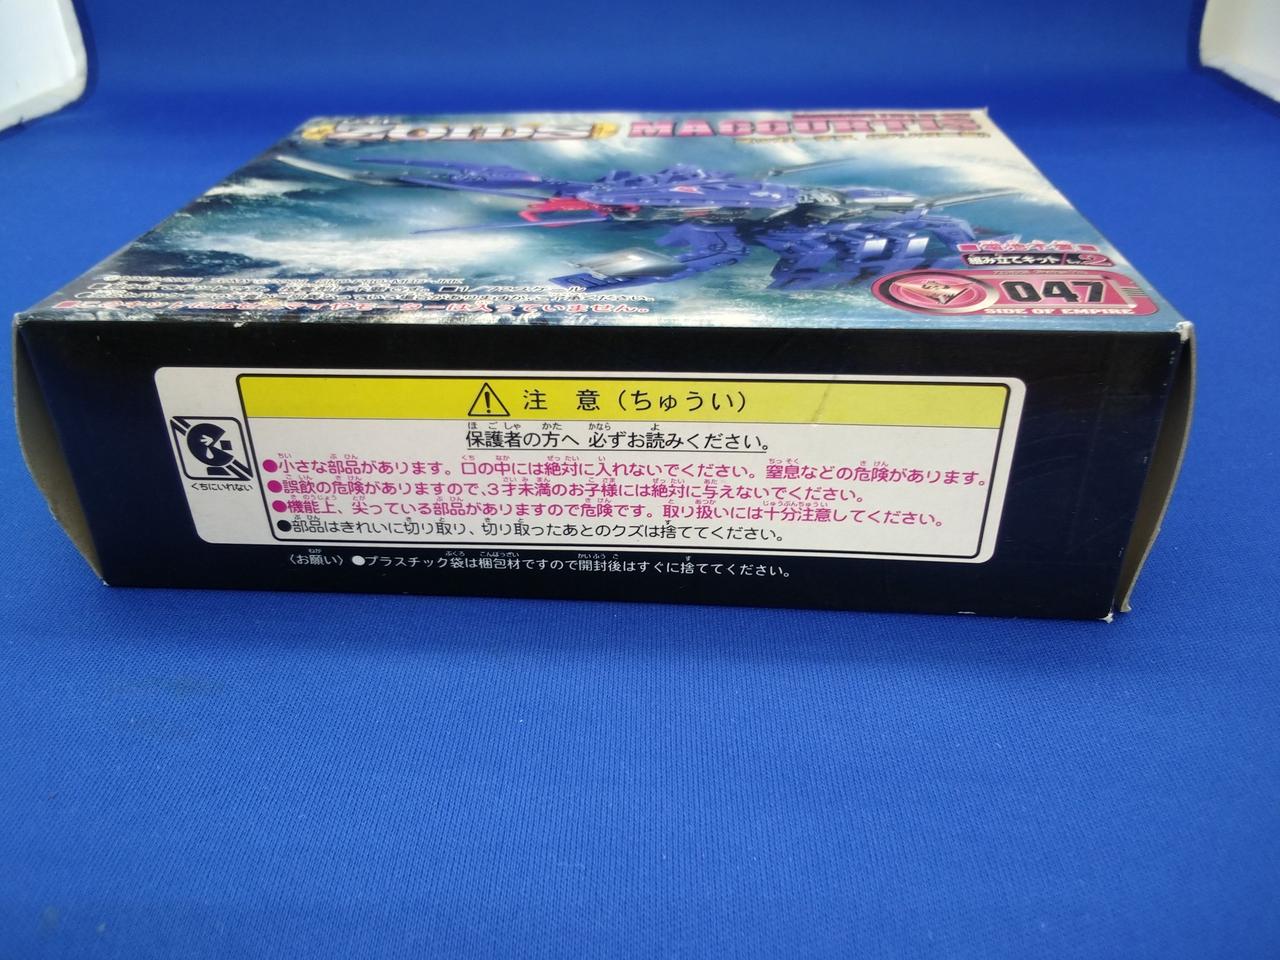 ZOIDS MACCURTIS
組み立てキット Lv.2
047
SIDE OF EMPIRE
注 意（ちゅうい）
保護者の方へ 必ずお読みください。
●小さな部品があります。口の中には絶対に入れないでください。窒息などの危険があります。
●誤飲の危険がありますので、3才未満のお子様には絶対に与えないでください。
●機能上、尖っている部品がありますので危険です。取り扱いには十分注意してください。
●部品はきれいに切り取り、切り取ったあとのクズは捨ててください。
くちにいれない
〈お願い〉●プラスチック袋は梱包材ですので開封後はすぐに捨ててください。